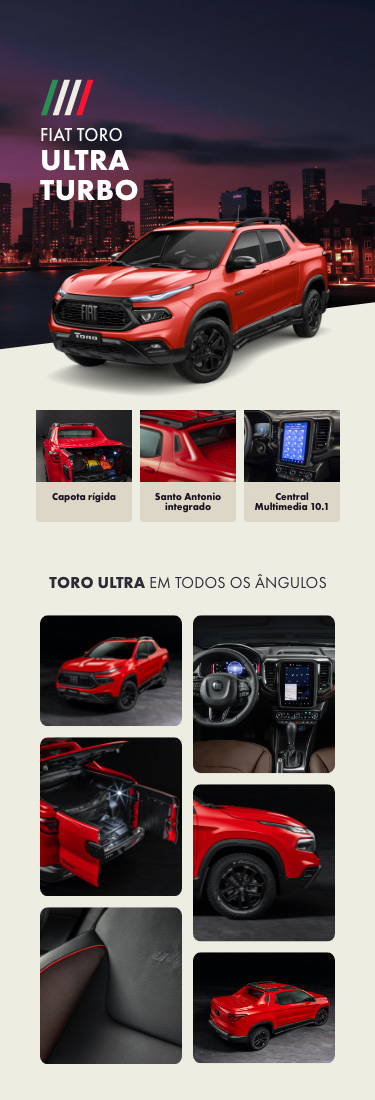 FIAT TORO
ULTRA
TURBO
FIAT
Toro
Capota rígida
Santo Antonio
integrado
Central
Multimedia 10.1
TORO ULTRA EM TODOS OS ÂNGULOS